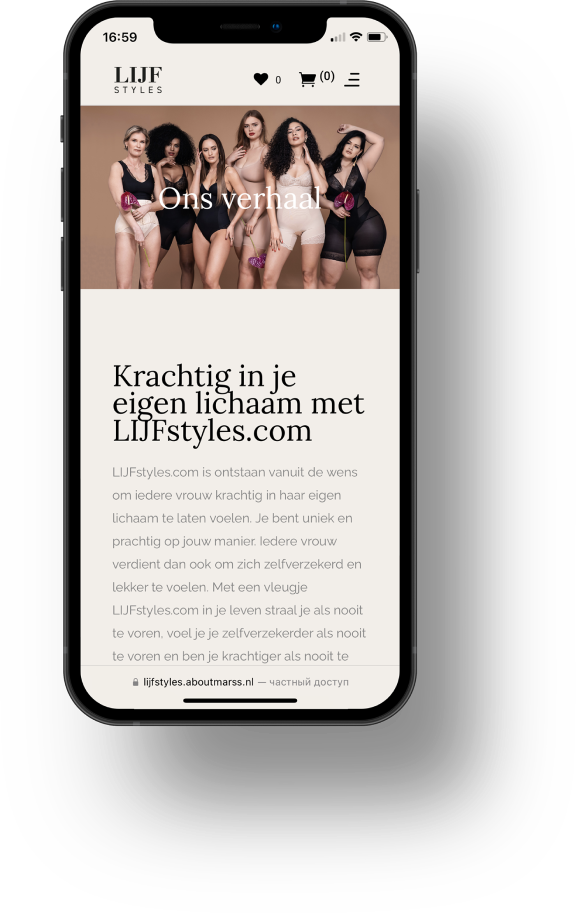 16:59
LIJF
STYLES
0
(0)
Ons verhaal
Krachtig in je
eigen lichaam met
LIJFstyles.com
LIJFstyles.com is ontstaan vanuit de wens
om iedere vrouw krachtig in haar eigen
lichaam te laten voelen. Je bent uniek en
prachtig op jouw manier. Iedere vrouw
verdient dan ook om zich zelfverzekerd en
lekker te voelen. Met een vleugje
LIJFstyles.com in je leven straal je als nooit
te voren, voel je je zelfverzekerder als nooit
te voren en ben je krachtiger als nooit te
lijfstyles.aboutmarss.nl — частный доступ